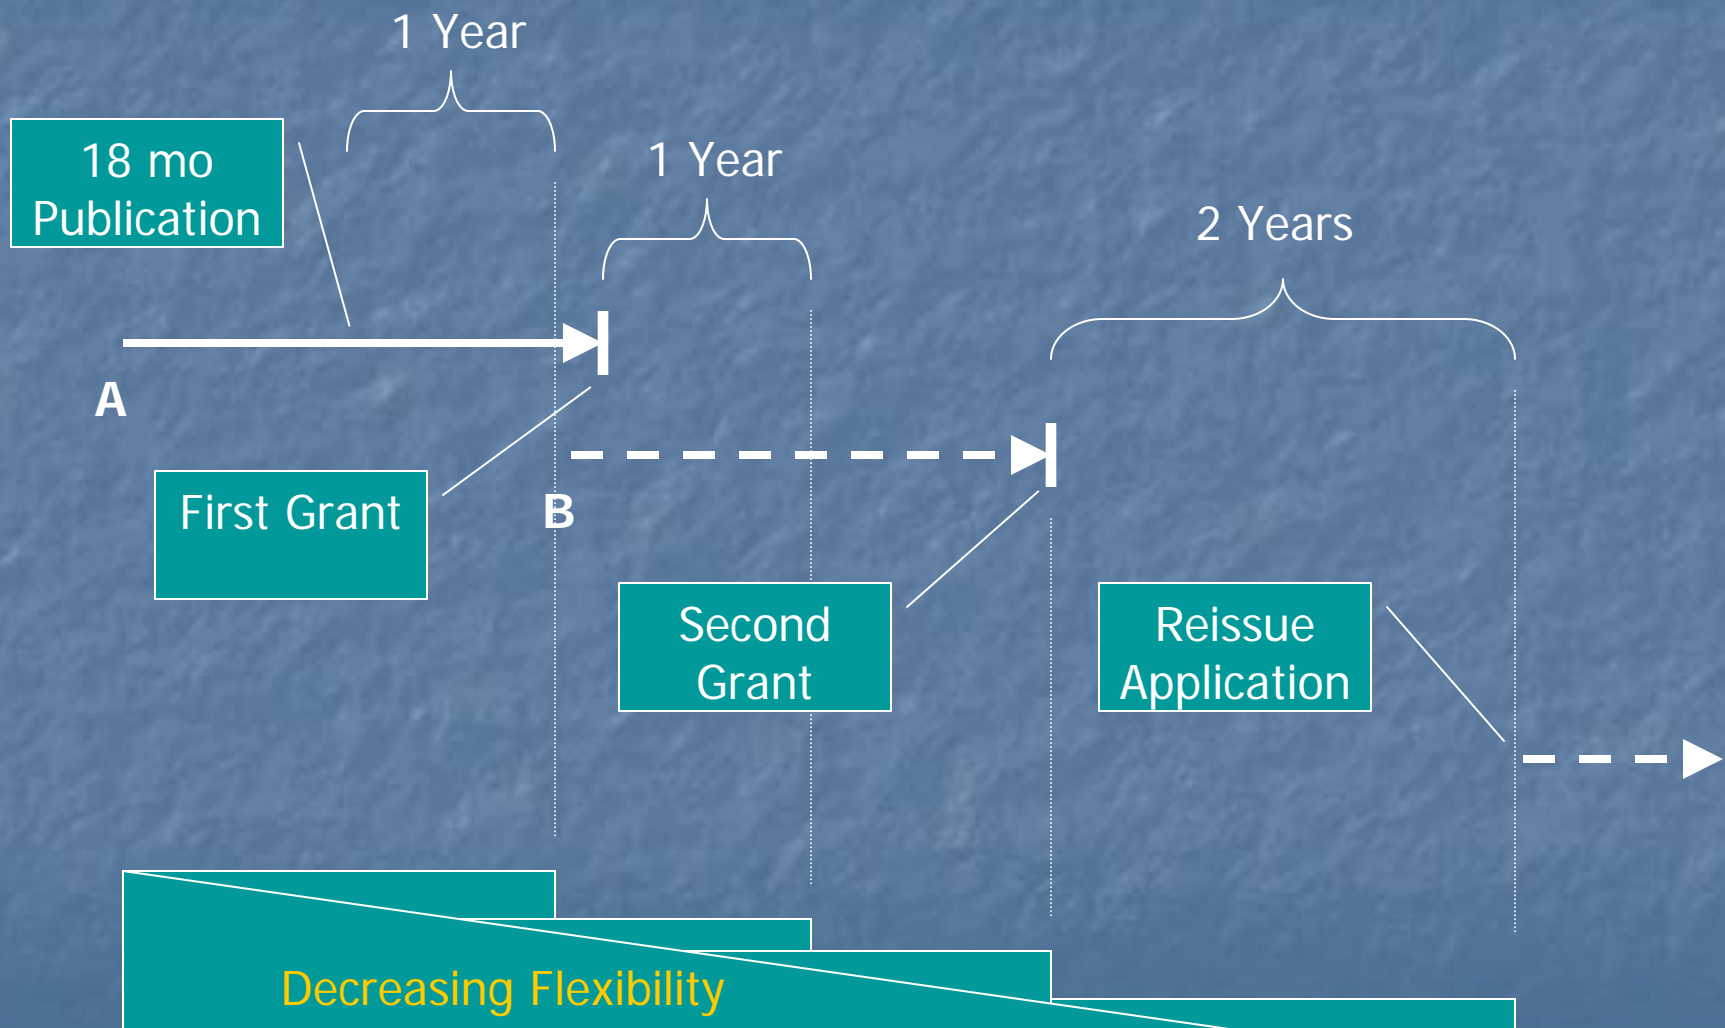 1 Year
18 mo
Publication
1 Year
2 Years
A
First Grant
B
Second
Grant
Reissue
Application
Decreasing Flexibility